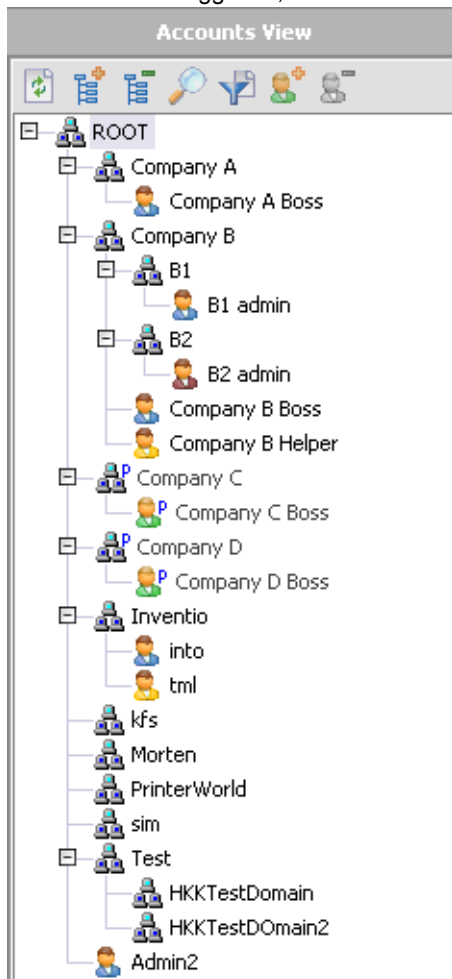 Accounts View
ROOT
Company A
Company A Boss
Company B
B1
B1 admin
B2
B2 admin
Company B Boss
Company B Helper
P Company C
P Company C Boss
P Company D
P Company D Boss
Inventio
into
tml
kfs
Morten
PrinterWorld
sim
Test
HKKTestDomain
HKKTestDOmain2
Admin2